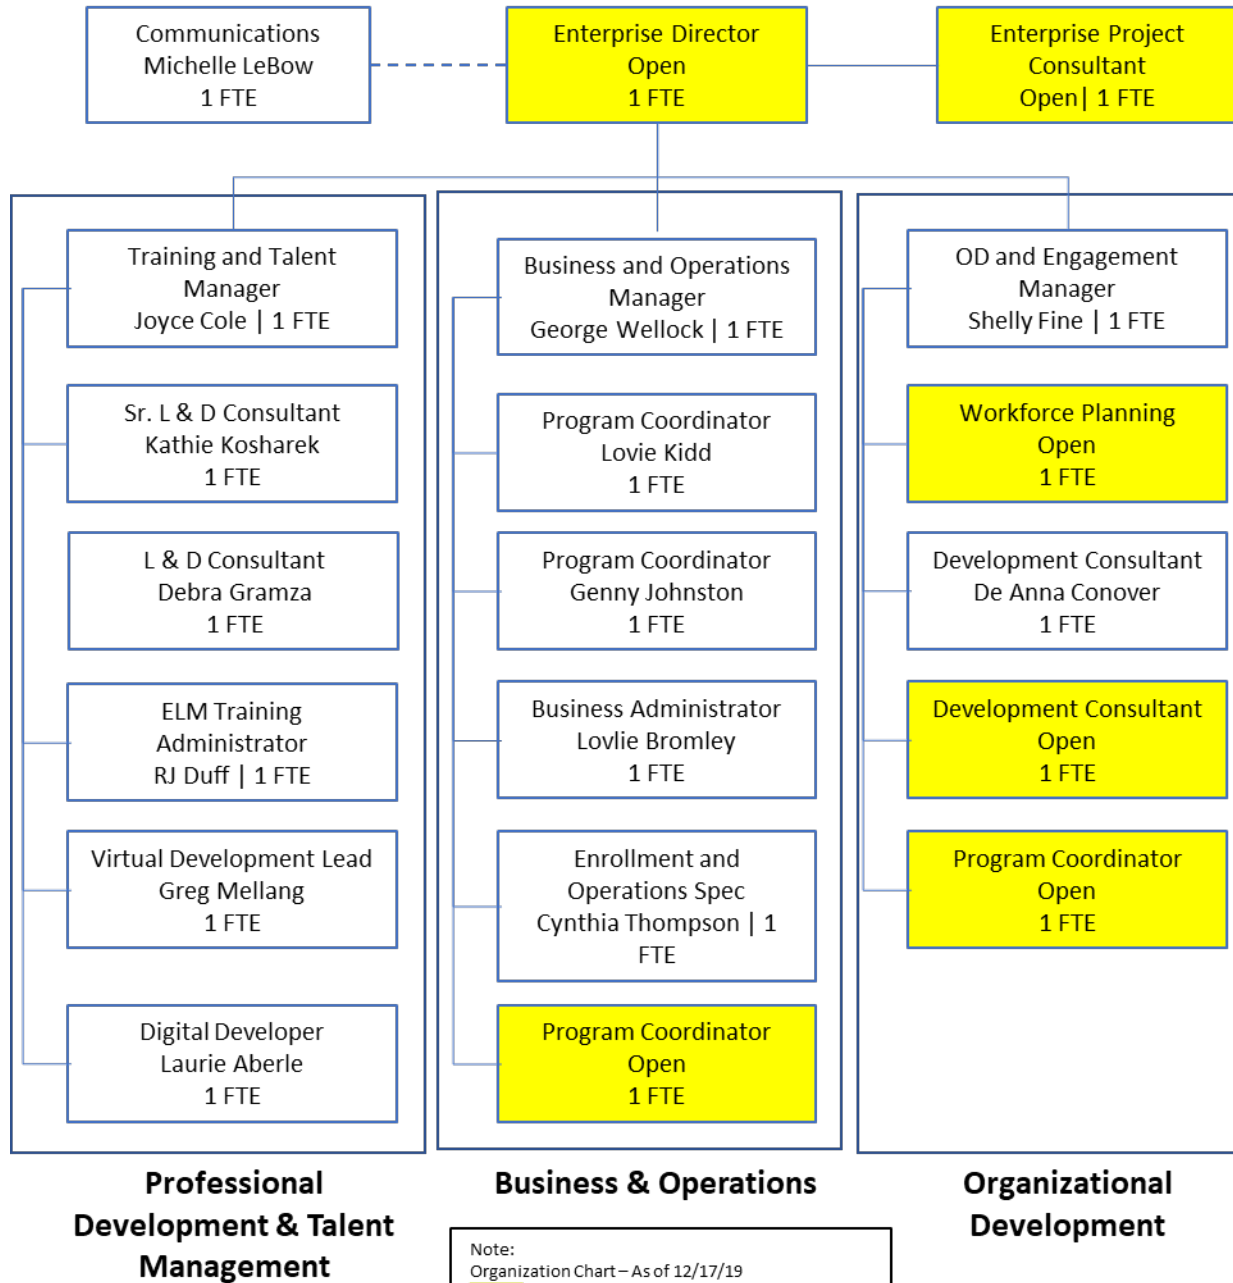 Communications
Michelle LeBow
1 FTE
Enterprise Director
Open
1 FTE
Enterprise Project
Consultant
Open| 1 FTE
Training and Talent
Manager
Joyce Cole | 1 FTE
Sr. L & D Consultant
Kathie Kosharek
1 FTE
L & D Consultant
Debra Gramza
1 FTE
ELM Training
Administrator
RJ Duff | 1 FTE
Virtual Development Lead
Greg Mellang
1 FTE
Digital Developer
Laurie Aberle
1 FTE
Professional
Development & Talent
Management
Business and Operations
Manager
George Wellock | 1 FTE
Program Coordinator
Lovie Kidd
1 FTE
Program Coordinator
Genny Johnston
1 FTE
Business Administrator
Lovlie Bromley
1 FTE
Enrollment and
Operations Spec
Cynthia Thompson | 1
FTE
Program Coordinator
Open
1 FTE
Business & Operations
OD and Engagement
Manager
Shelly Fine | 1 FTE
Workforce Planning
Open
1 FTE
Development Consultant
De Anna Conover
1 FTE
Development Consultant
Open
1 FTE
Program Coordinator
Open
1 FTE
Organizational
Development
Note:
Organization Chart – As of 12/17/19